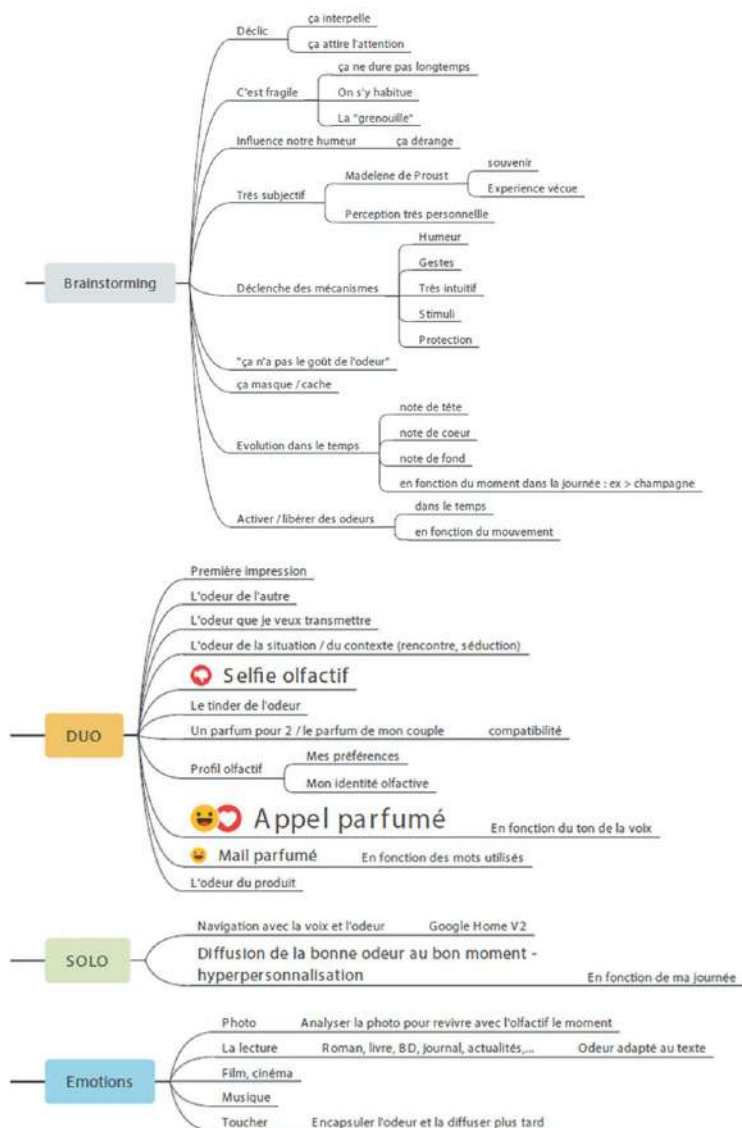 Brainstorming
Déclic
ça interpelle
ça attire l'attention
C'est fragile
ça ne dure pas longtemps
On s'y habitue
La "grenouille"
Influence notre humeur
ça dérange
Très subjectif
Madelene de Proust
souvenir
Experience vécue
Perception très personnellle
Déclenche des mécanismes
Humeur
Gestes
Très intuitif
Stimuli
Protection
"ça n'a pas le goût de l'odeur"
ça masque / cache
Evolution dans le temps
note de tête
note de coeur
note de fond
en fonction du moment dans la journée : ex > champagne
Activer / libérer des odeurs
dans le temps
en fonction du mouvement
DUO
Première impression
L'odeur de l'autre
L'odeur que je veux transmettre
L'odeur de la situation / du contexte (rencontre, séduction)
Selfie olfactif
Le tinder de l'odeur
Un parfum pour 2 / le parfum de mon couple
compatibilité
Profil olfactif
Mes préférences
Mon identité olfactive
Appel parfumé
En fonction du ton de la voix
Mail parfumé
En fonction des mots utilisés
L'odeur du produit
SOLO
Navigation avec la voix et l'odeur
Google Home V2
Diffusion de la bonne odeur au bon moment -
hyperpersonnalisation
En fonction de ma journée
Emotions
Photo
Analyser la photo pour revivre avec l'olfactif le moment
La lecture
Roman, livre, BD, journal, actualités,...
Odeur adapté au texte
Film, cinéma
Musique
Toucher
Encapsuler l'odeur et la diffuser plus tard